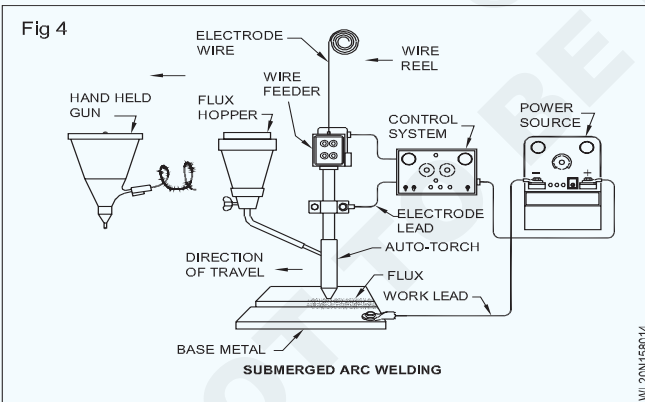 Fig 4
ELECTRODE
WIRE
WIRE
REEL
HAND HELD
GUN
FLUX
HOPPER
WIRE
FEEDER
CONTROL
SYSTEM
POWER
SOURCE
−
+
ELECTRODE
LEAD
AUTO-TORCH
DIRECTION
OF TRAVEL
FLUX
WORK LEAD
BASE METAL
SUBMERGED ARC WELDING
WL20N158014